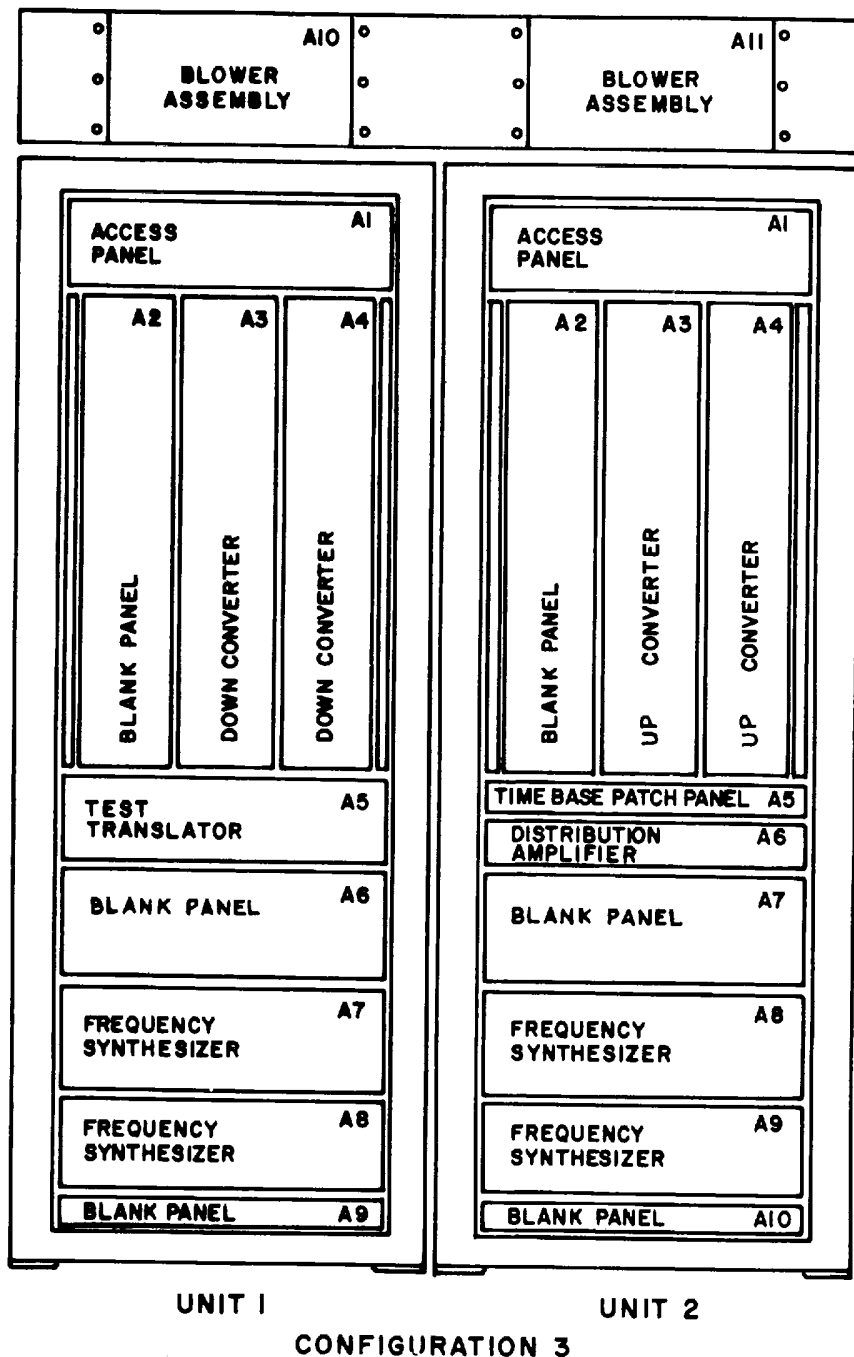 A10
BLOWER
ASSEMBLY
A11
BLOWER
ASSEMBLY
A1
ACCESS
PANEL
A2
BLANK PANEL
A3
DOWN CONVERTER
A4
DOWN CONVERTER
A5
TEST
TRANSLATOR
A6
BLANK PANEL
A7
FREQUENCY
SYNTHESIZER
A8
FREQUENCY
SYNTHESIZER
BLANK PANEL A9
UNIT 1
A1
ACCESS
PANEL
A2
BLANK PANEL
A3
UP CONVERTER
A4
UP CONVERTER
TIME BASE PATCH PANEL A5
DISTRIBUTION
AMPLIFIER
A6
A7
BLANK PANEL
A8
FREQUENCY
SYNTHESIZER
A9
FREQUENCY
SYNTHESIZER
BLANK PANEL A10
UNIT 2
CONFIGURATION 3